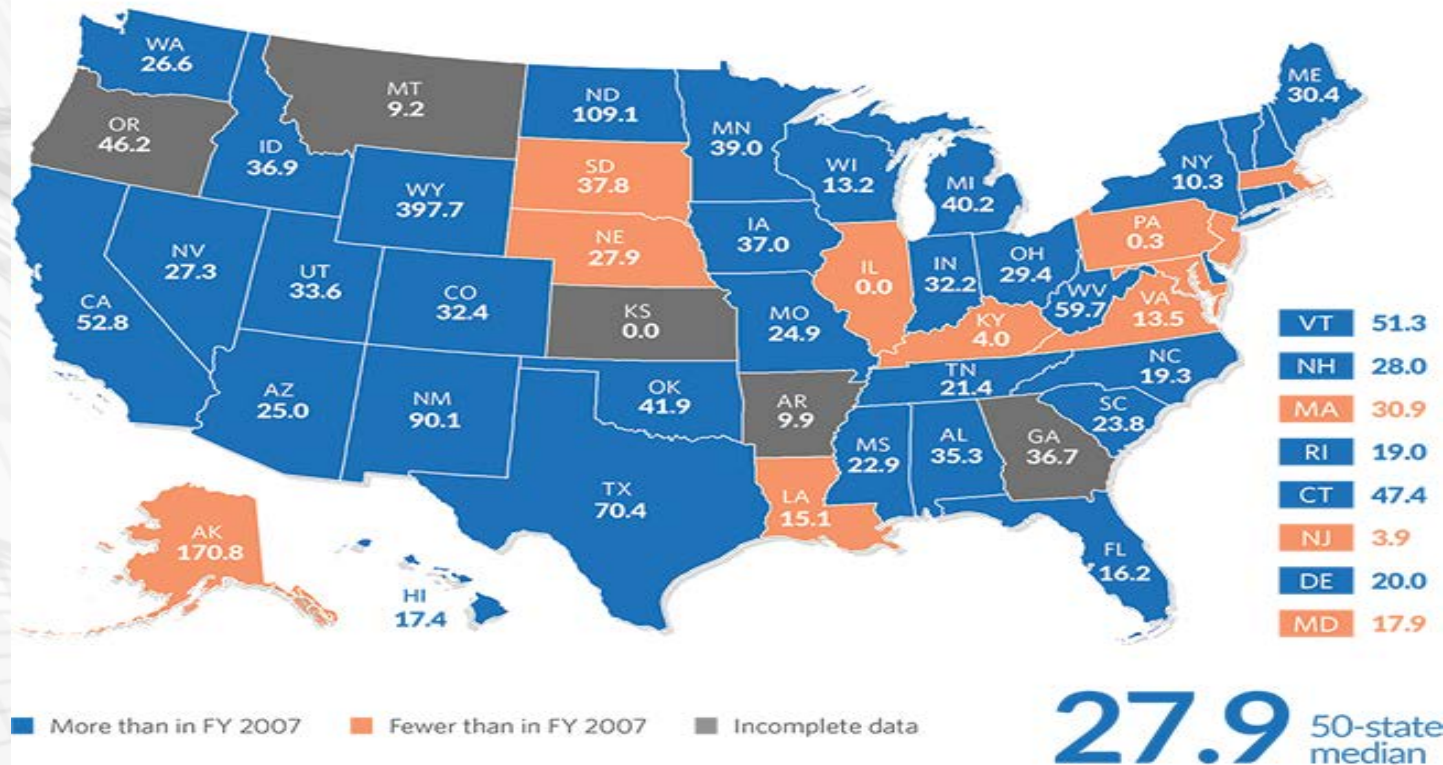 WA
26.6
MT
9.2
ND
109.1
ME
30.4
OR
46.2
ID
36.9
MN
39.0
WY
397.7
SD
37.8
WI
13.2
MI
40.2
NY
10.3
NV
27.3
UT
33.6
CO
32.4
NE
27.9
IA
37.0
IL
0.0
IN
32.2
OH
29.4
PA
0.3
CA
52.8
KS
0.0
MO
24.9
WV
59.7
VA
13.5
KY
4.0
AZ
25.0
NM
90.1
OK
41.9
AR
9.9
TN
21.4
NC
19.3
SC
23.8
TX
70.4
LA
15.1
MS
22.9
AL
35.3
GA
36.7
FL
16.2
AK
170.8
HI
17.4
VT 51.3
NH 28.0
MA 30.9
RI 19.0
CT 47.4
NJ 3.9
DE 20.0
MD 17.9
More than in FY 2007 Fewer than in FY 2007 Incomplete data
27.9 50-state
median